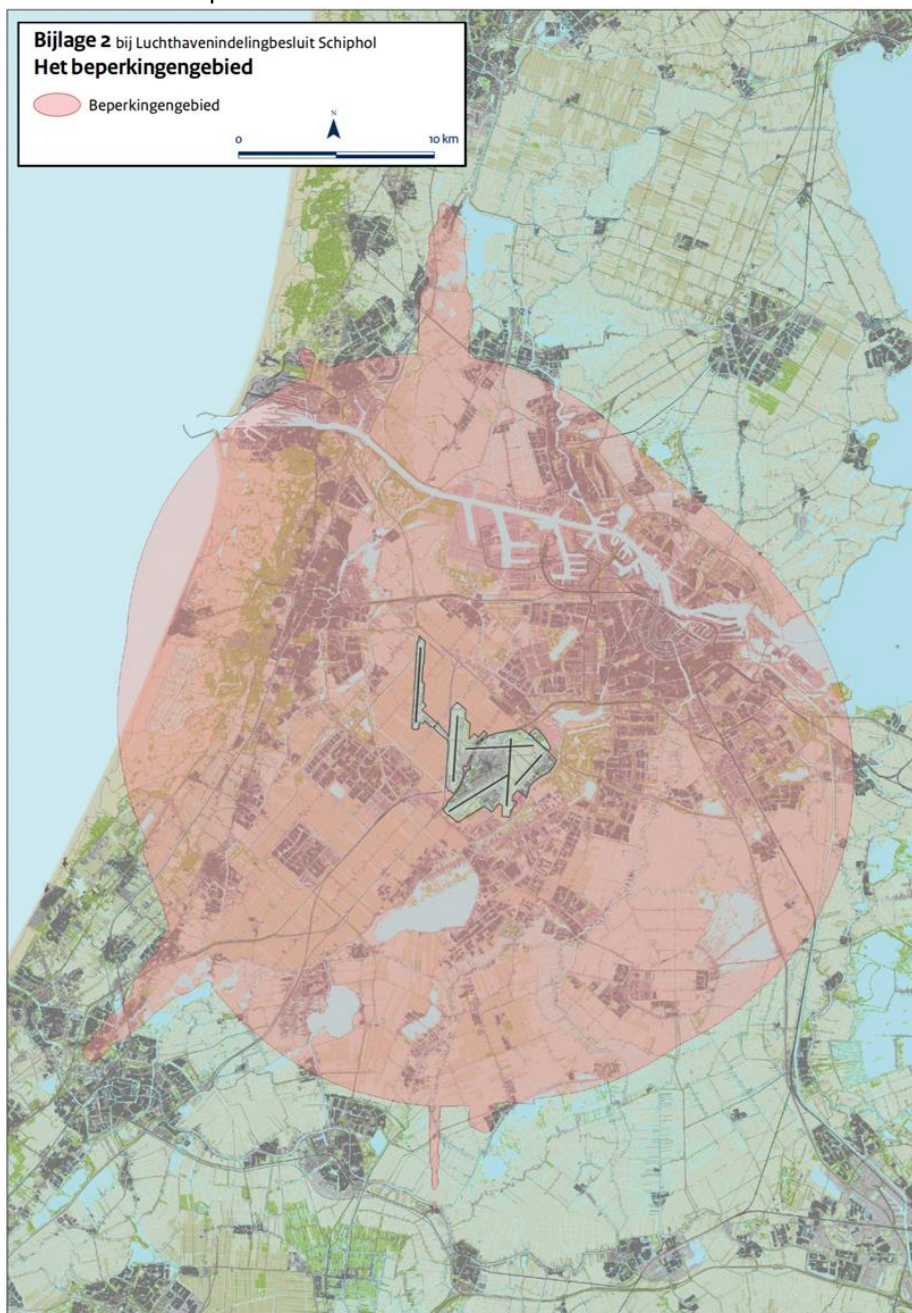 Bijlage 2 bij Luchthavenindelingbesluit Schiphol
Het beperkingengebied
Beperkingengebied
N
0 10 km